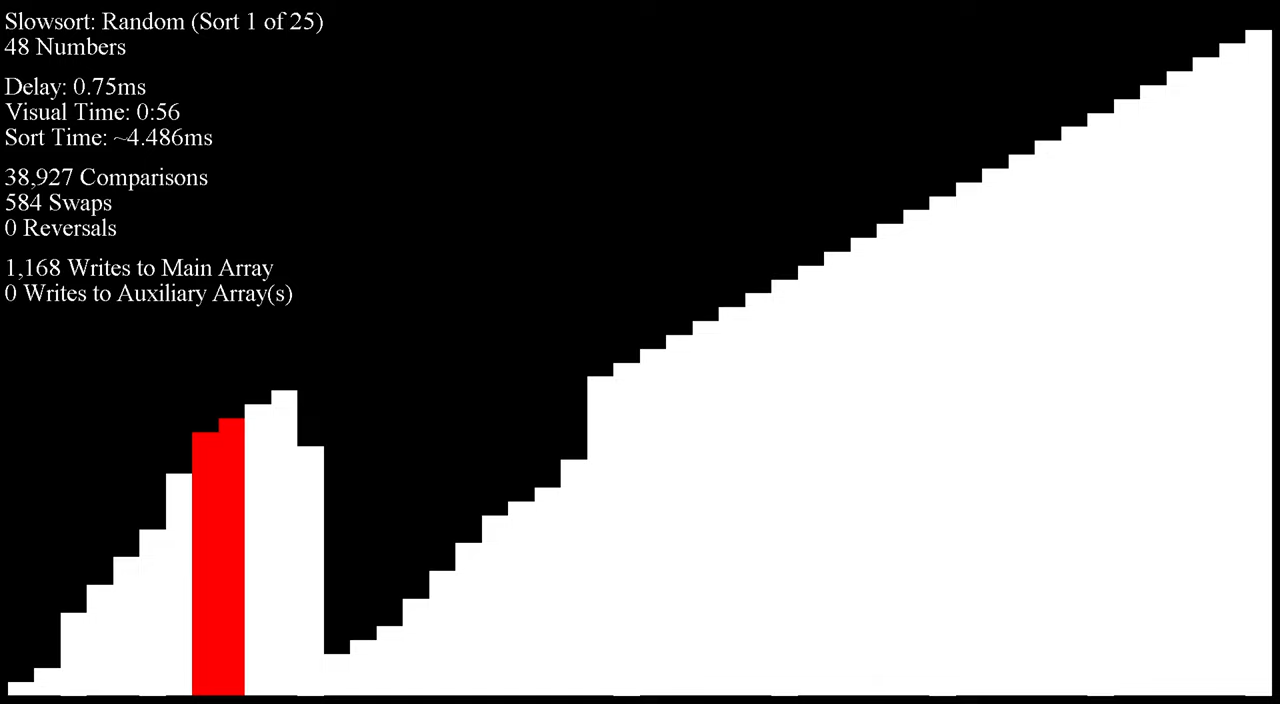 Slowsort: Random (Sort 1 of 25)
48 Numbers
Delay: 0.75ms
Visual Time: 0:56
Sort Time: ~4.486ms
38,927 Comparisons
584 Swaps
0 Reversals
1,168 Writes to Main Array
0 Writes to Auxiliary Array(s)